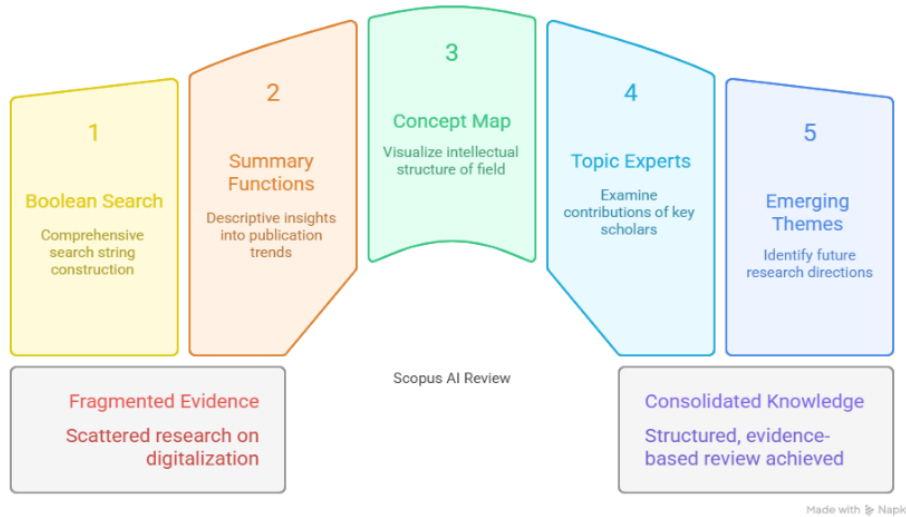 1
Boolean Search
Comprehensive
search string
construction
2
Summary
Functions
Descriptive insights
into publication
trends
3
Concept Map
Visualize intellectual
structure of field
4
Topic Experts
Examine
contributions of key
scholars
5
Emerging
Themes
Identify future
research directions
Fragmented Evidence
Scattered research on
digitalization
Scopus AI Review
Consolidated Knowledge
Structured, evidence-
based review achieved
Made with Napk